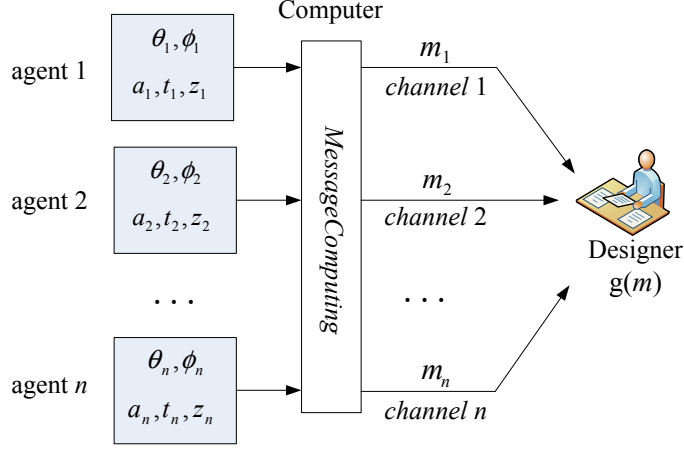 Computer
agent 1
θ₁,ϕ₁
a₁,t₁,z₁
agent 2
θ₂,ϕ₂
a₂,t₂,z₂
. . .
agent n
θₙ,ϕₙ
aₙ,tₙ,zₙ
MessageComputing
m₁
channel 1
m₂
channel 2
. . .
mₙ
channel n
Designer
g(m)